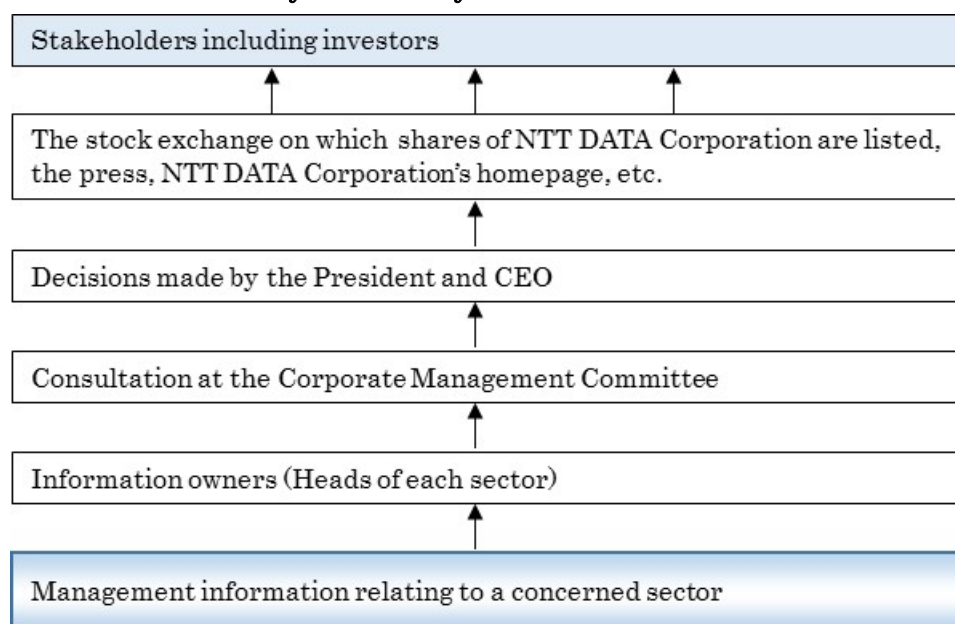 Stakeholders including investors
The stock exchange on which shares of NTT DATA Corporation are listed,
the press, NTT DATA Corporation's homepage, etc.
Decisions made by the President and CEO
Consultation at the Corporate Management Committee
Information owners (Heads of each sector)
Management information relating to a concerned sector